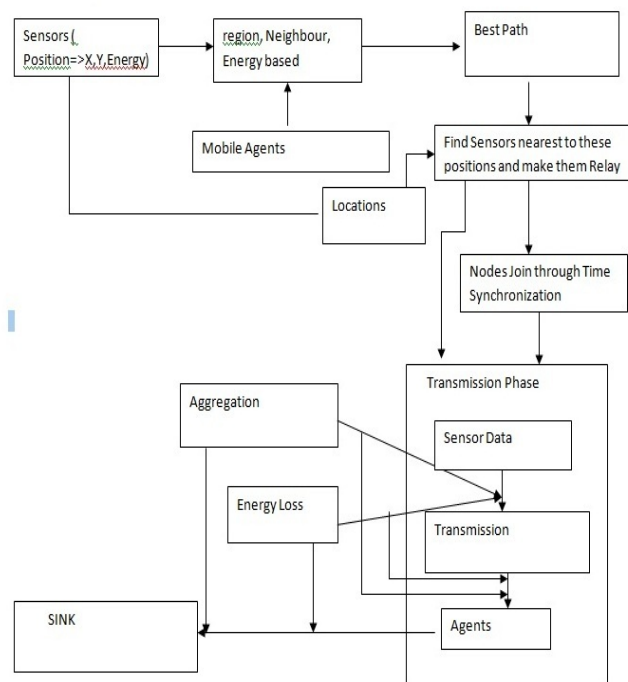 Sensors (
Position=>X,Y,Energy)
region, Neighbour,
Energy based
Best Path
Mobile Agents
Find Sensors nearest to these
positions and make them Relay
Locations
Nodes Join through Time
Synchronization
Transmission Phase
Aggregation
Sensor Data
Energy Loss
Transmission
SINK
Agents